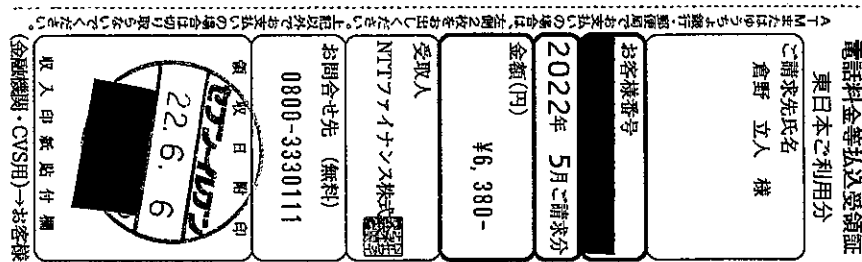 電話料金等払込受領証
東日本ご利用分
ご請求先氏名
倉野 立人 様
お客様番号
2022年 5月ご請求分
金額(円)
¥6,380-
受取人
NTTファイナンス株式
お問合せ先 (無料)
0800-3330111
領収日附印
セブン-イレブン
22.6.6
収入印紙貼付欄
(金融機関・CVS用)→お客様
ATMまたはゆうちょ銀行・郵便局でお支払いの場合は、左側2枚をお出しください。上記以外でお支払いの場合は切り取らないでください。